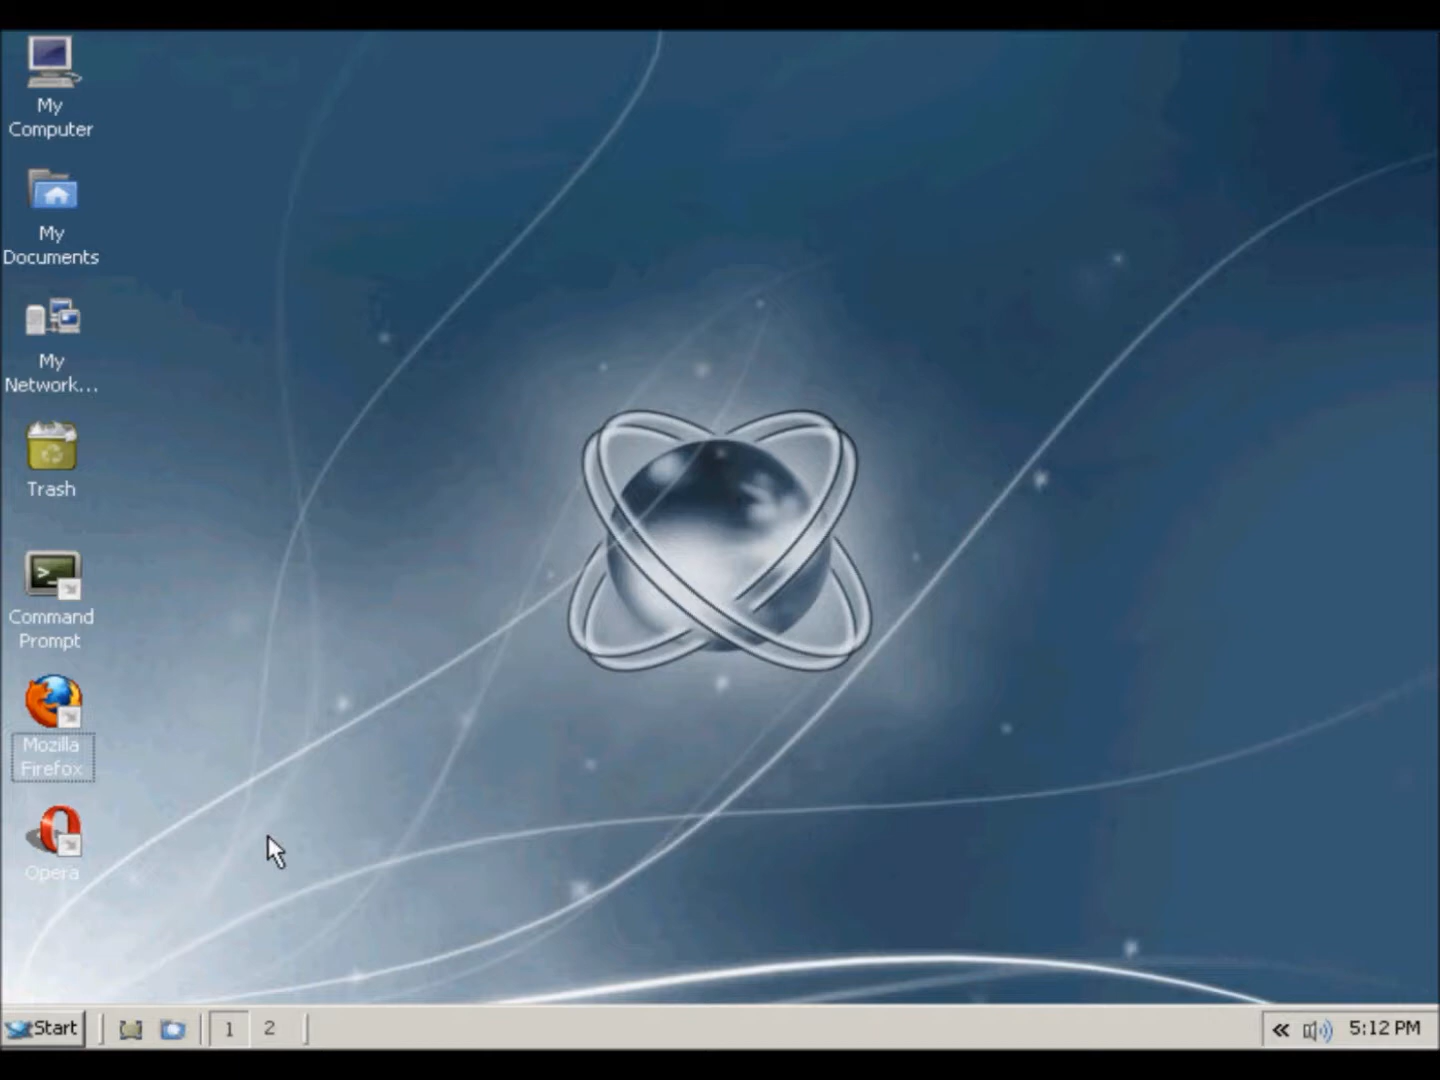 My
Computer
My
Documents
My
Network...
Trash
Command
Prompt
Mozilla
Firefox
Opera
Start
1
2
5:12 PM